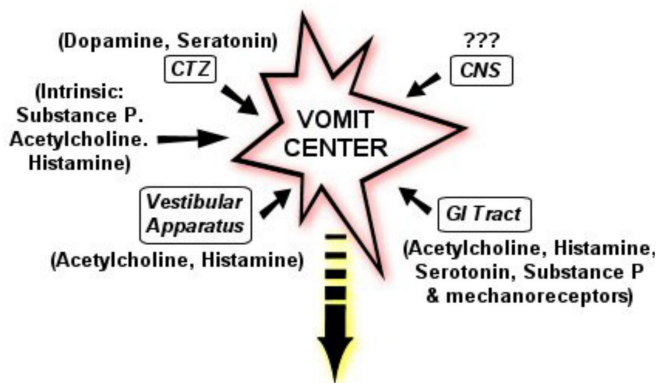 (Dopamine, Seratonin)
CTZ
???
CNS
(Intrinsic:
Substance P.
Acetylcholine.
Histamine)
VOMIT
CENTER
Vestibular
Apparatus
(Acetylcholine, Histamine)
GI Tract
(Acetylcholine, Histamine,
Serotonin, Substance P
& mechanoreceptors)